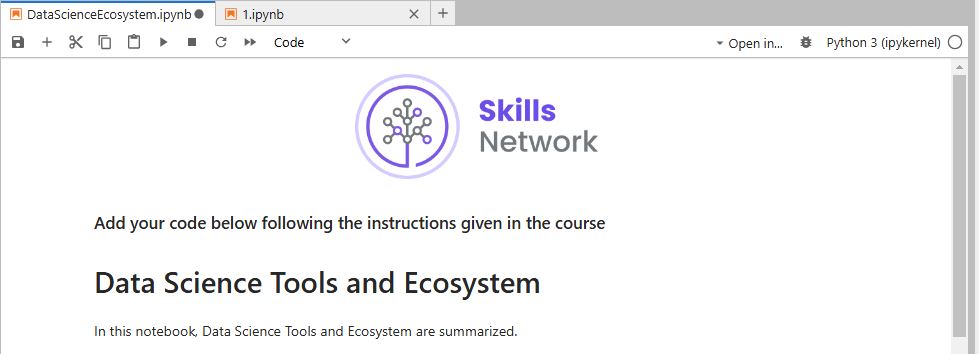 DataScienceEcosystem.ipynb 1.ipynb
Code Open in... Python 3 (ipykernel)
Skills
Network
Add your code below following the instructions given in the course
Data Science Tools and Ecosystem
In this notebook, Data Science Tools and Ecosystem are summarized.